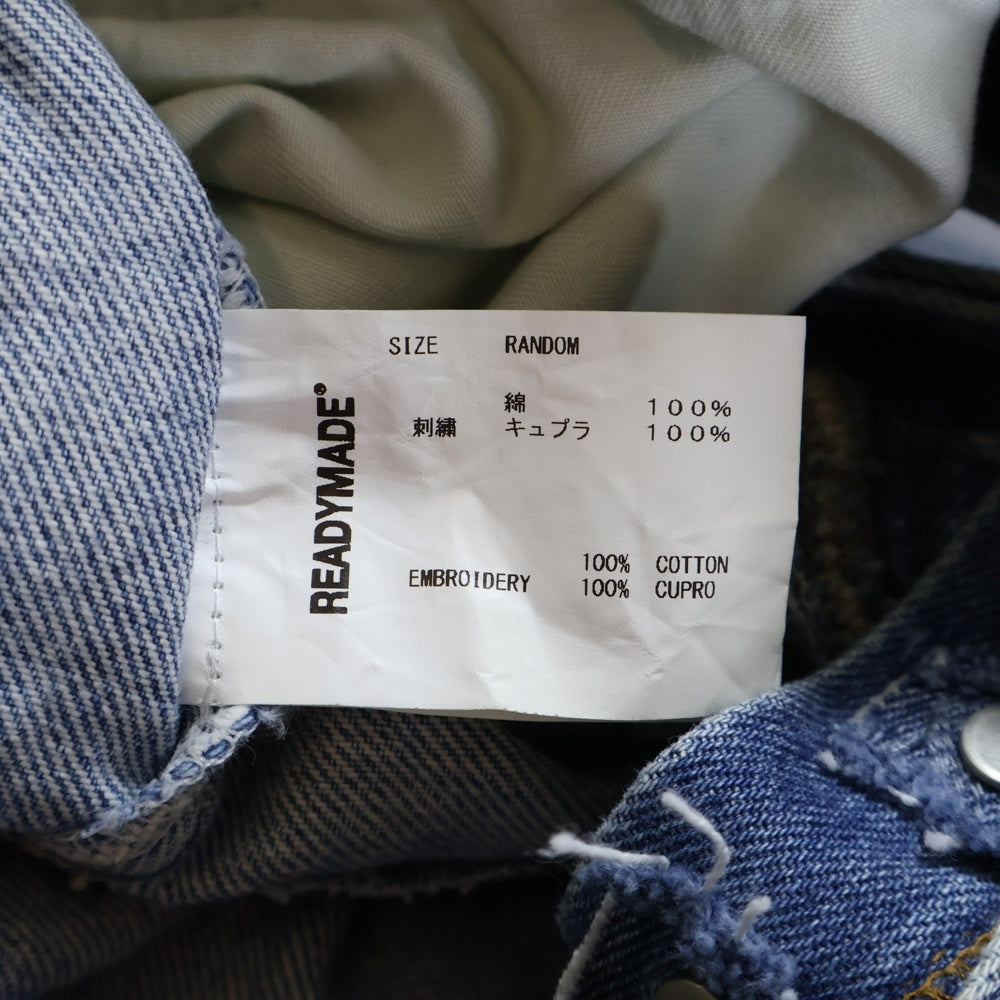 SIZE RANDOM
READYMADE®
綿 100%
刺繍 キュプラ 100%
100% COTTON
EMBROIDERY 100% CUPRO